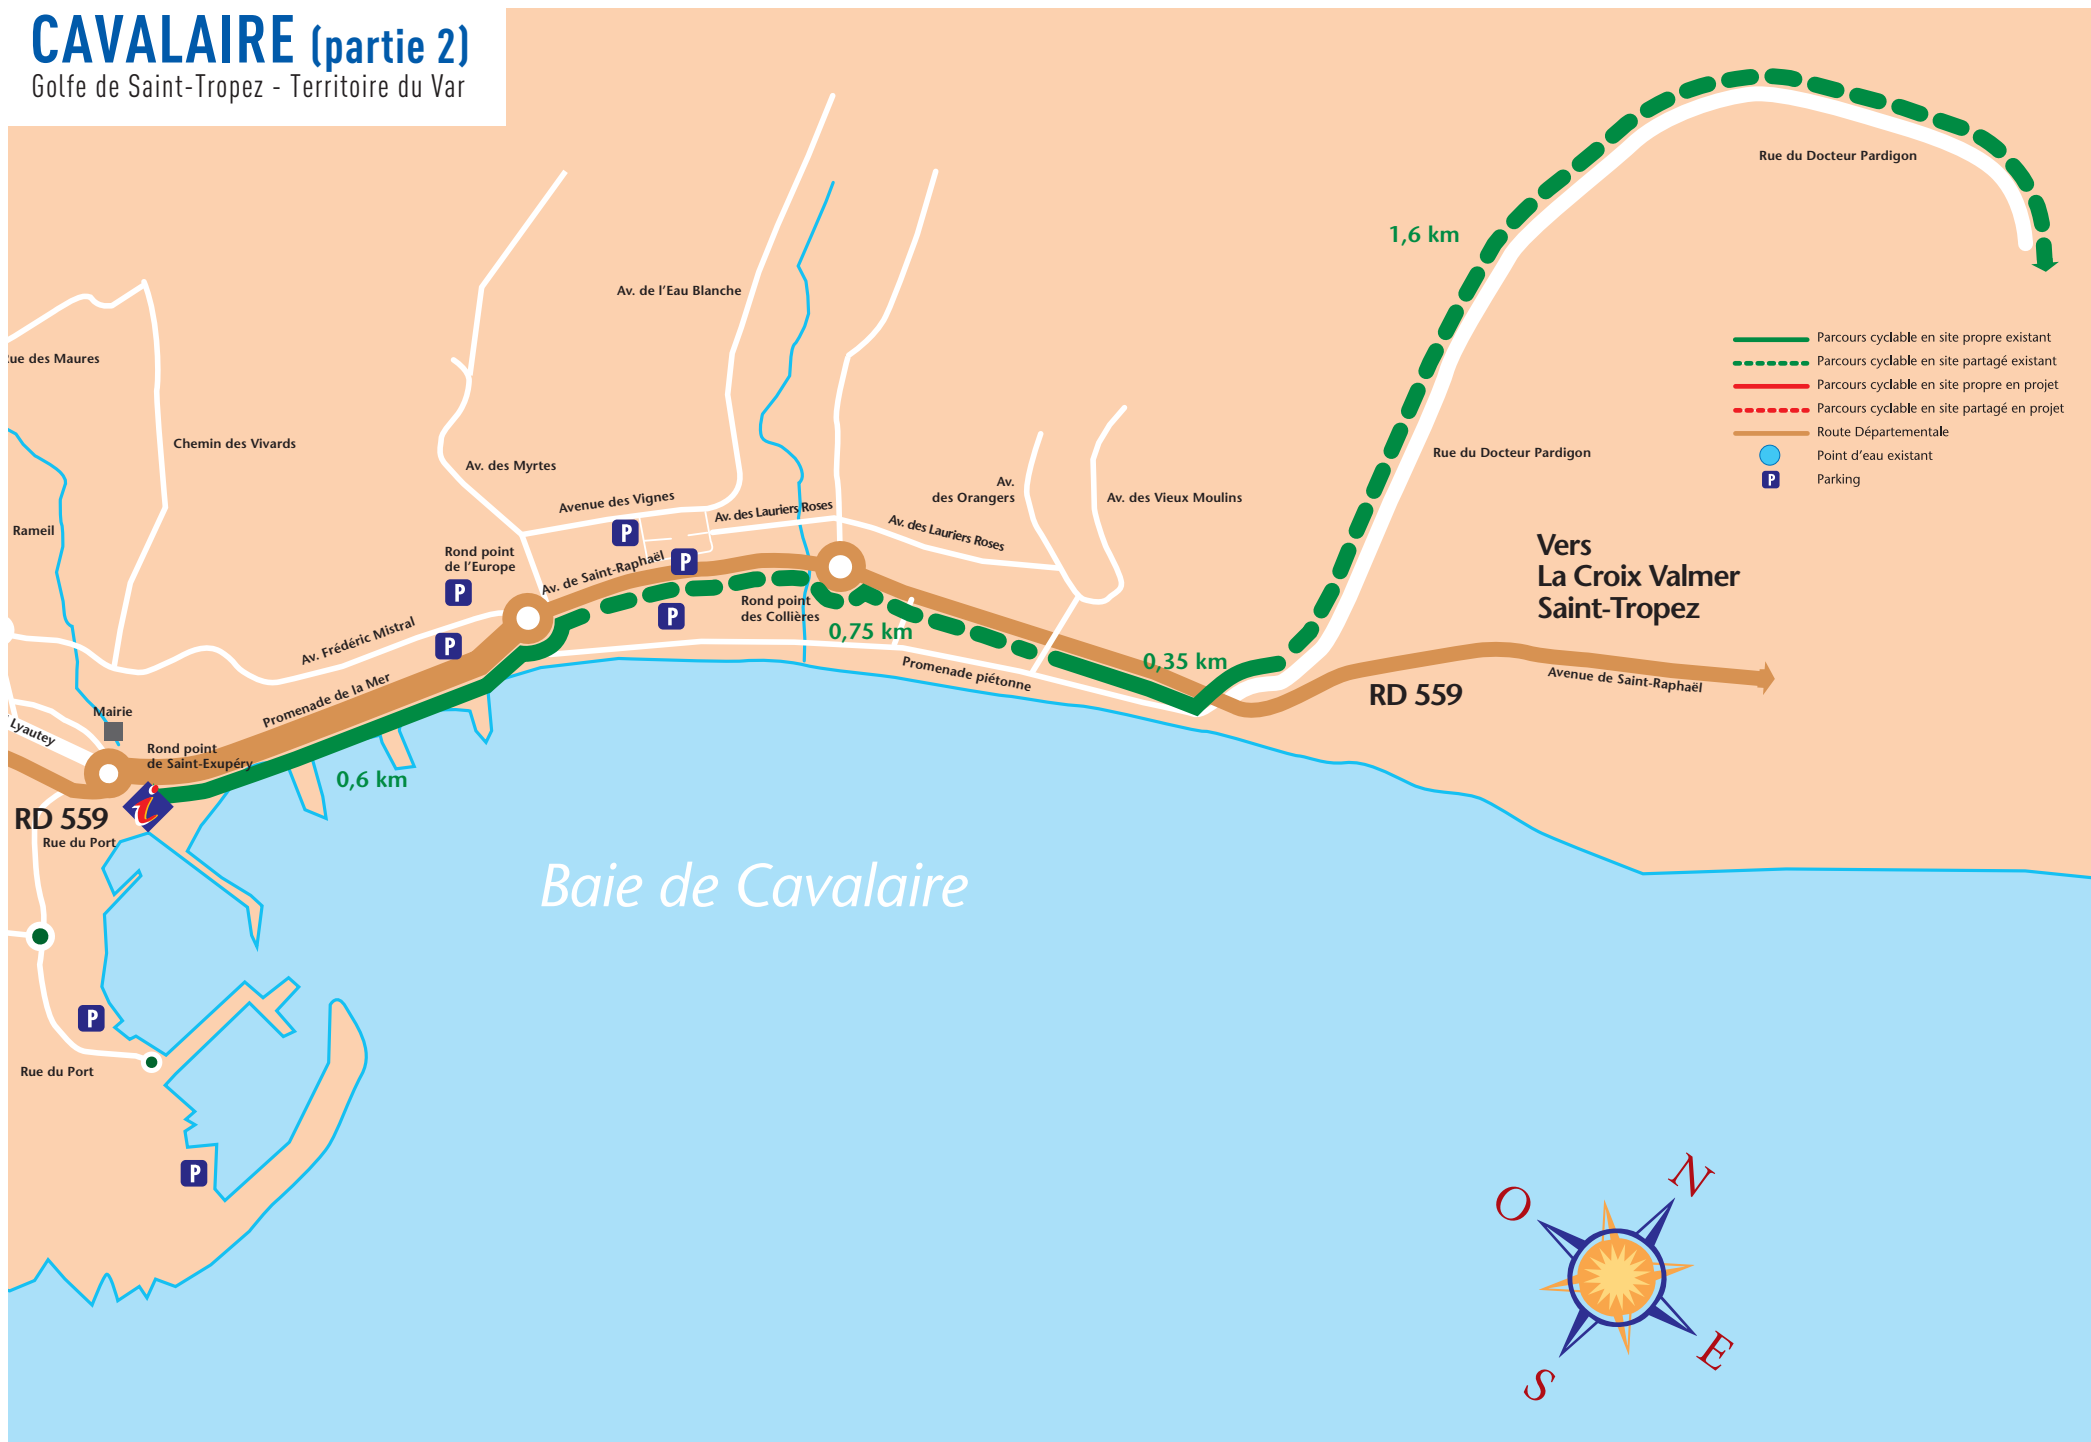 CAVALAIRE (partie 2)
Golfe de Saint-Tropez - Territoire du Var
Rue du Docteur Pardigon
1,6 km
Av. de l'Eau Blanche
Parcours cyclable en site propre existant
Parcours cyclable en site partagé existant
Parcours cyclable en site propre en projet
Parcours cyclable en site partagé en projet
Route Départementale
Point d'eau existant
P Parking
ue des Maures
Chemin des Vivards
Rue du Docteur Pardigon
Av. des Myrtes
Av.
des Orangers
Av. des Vieux Moulins
Avenue des Vignes
Av. des Lauriers Roses
Av. des Lauriers Roses
Rameil
P
Rond point
de l'Europe
P
Av. de Saint-Raphaël
P
P
Vers
La Croix Valmer
Saint-Tropez
Rond point
des Collières
0,75 km
Av. Frédéric Mistral
P
Promenade piétonne
0,35 km
RD 559
Avenue de Saint-Raphaël
Promenade de la Mer
Mairie
Lyautey
Rond point
de Saint-Exupéry
0,6 km
i
RD 559
Rue du Port
Baie de Cavalaire
P
Rue du Port
P
N
O
E
S